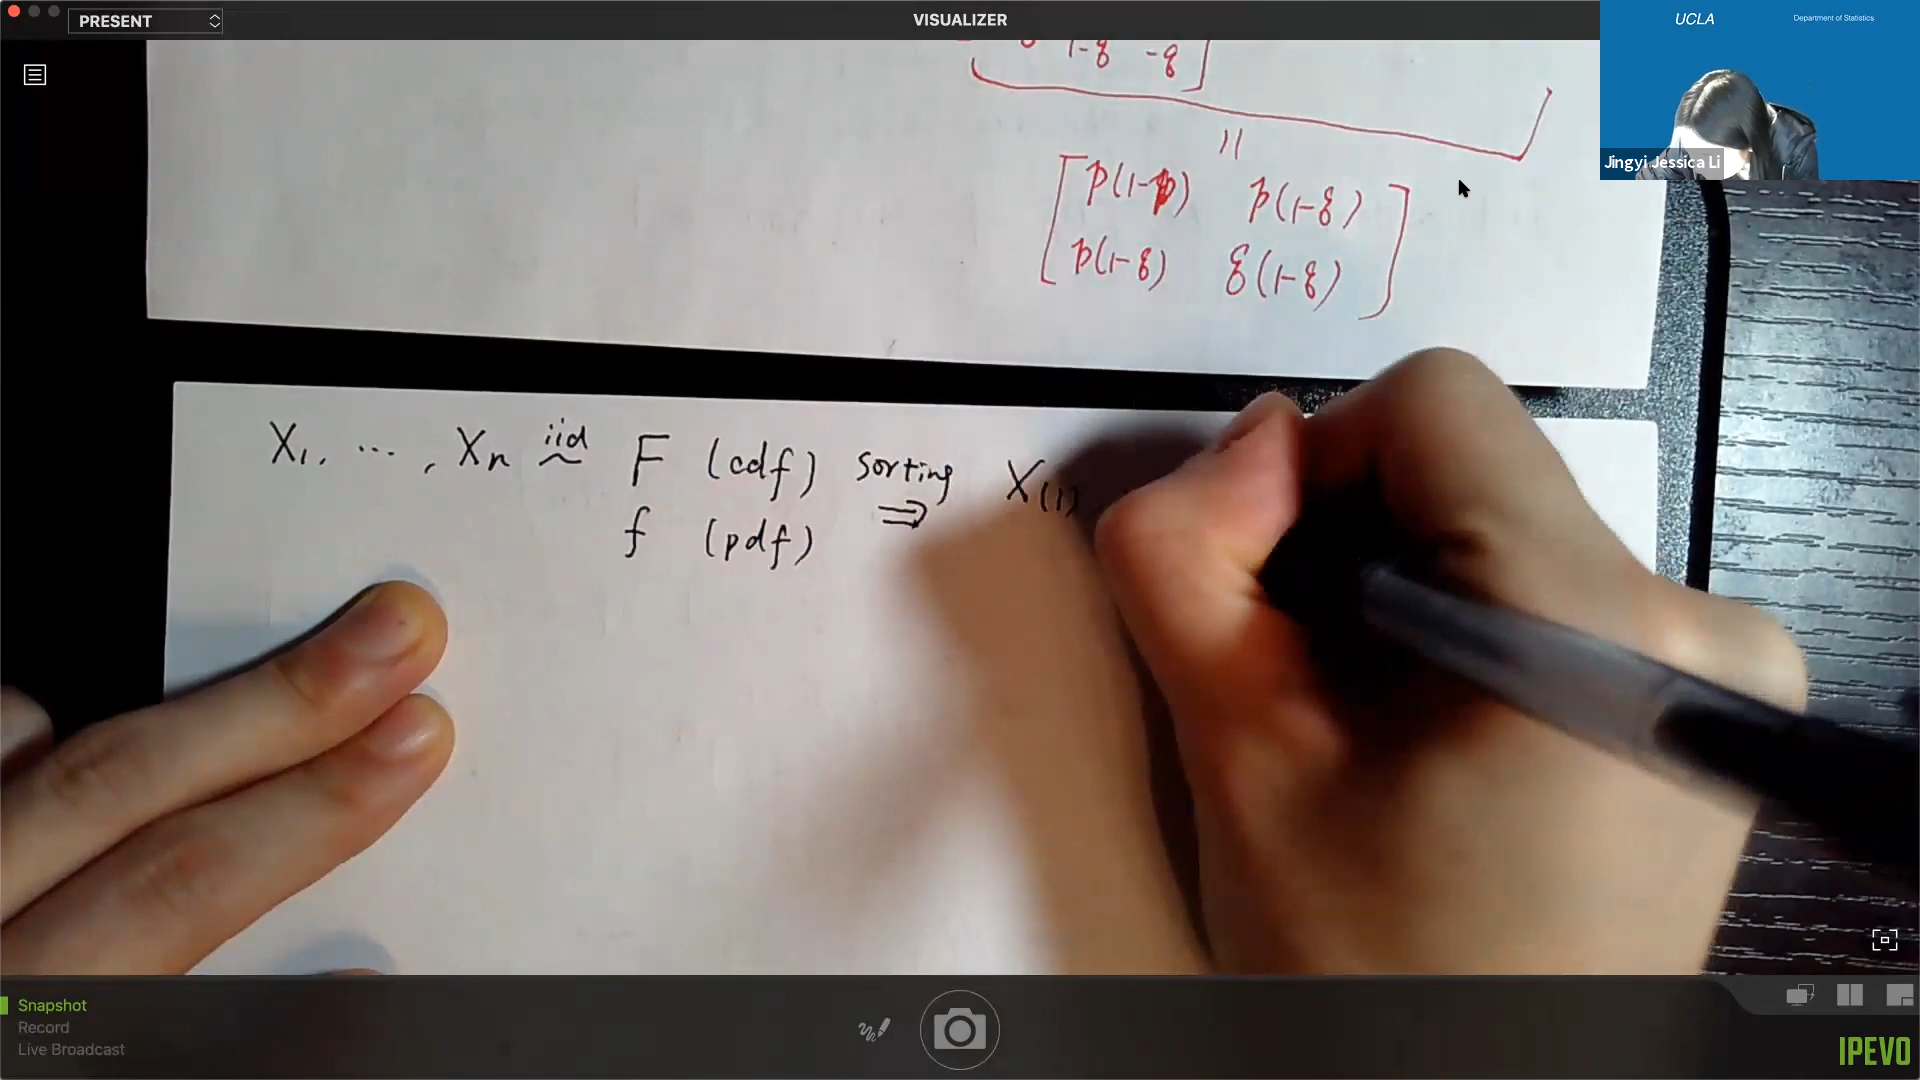 PRESENT
VISUALIZER
UCLA
Department of Statistics
Jingyi Jessica Li
1-q -q
||
p(1-p) p(1-q)
p(1-q) q(1-q)
X1, ..., Xn iid ~ F (cdf) sorting ⇒ X(1)
f (pdf)
Snapshot
Record
Live Broadcast
IPEVO